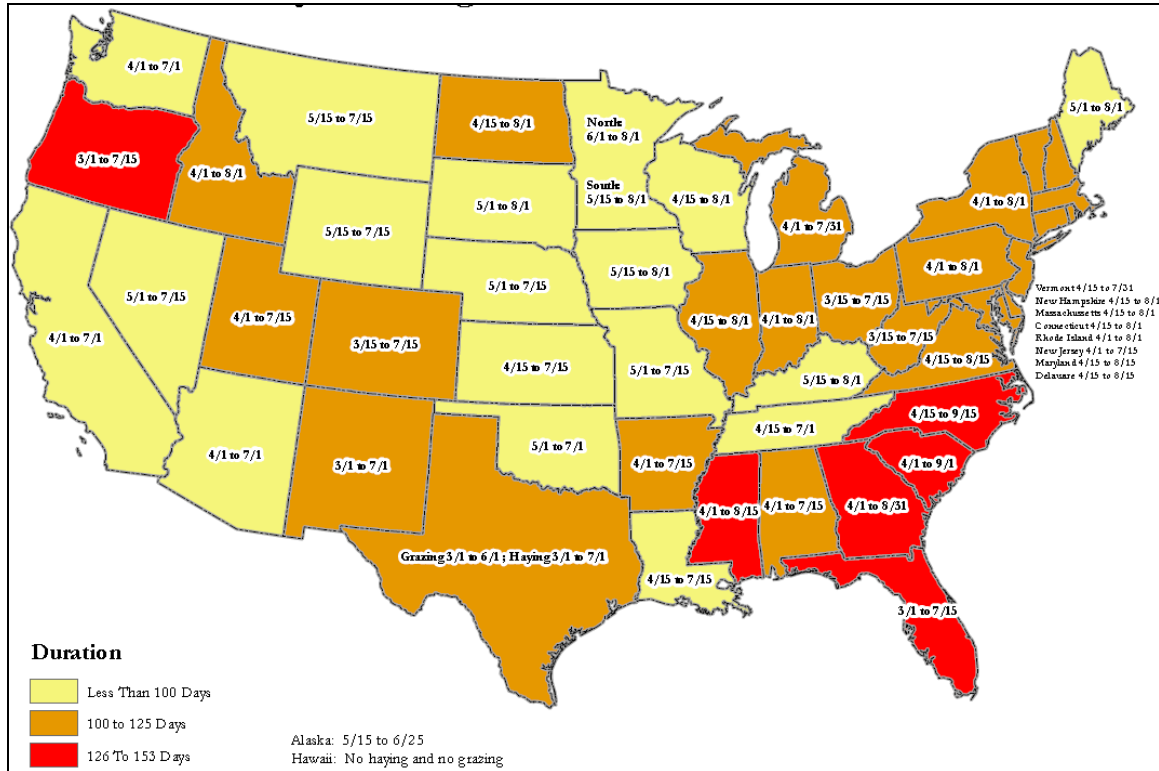 4/1 to 7/1
5/15 to 7/15
4/15 to 8/1
North:
6/1 to 8/1
5/1 to 8/1
3/1 to 7/15
4/1 to 8/1
5/1 to 8/1
South:
5/15 to 8/1
4/15 to 8/1
4/1 to 8/1
5/15 to 7/15
4/1 to 7/31
5/15 to 8/1
4/1 to 8/1
5/1 to 7/15
5/1 to 7/15
4/1 to 7/15
3/15 to 7/15
4/15 to 8/1
4/1 to 8/1
3/15 to 7/15
3/15 to 7/15
Vermont 4/15 to 7/31
New Hampshire 4/15 to 8/1
Massachusetts 4/15 to 8/1
Connecticut 4/15 to 8/1
Rhode Island 4/1 to 8/1
New Jersey 4/1 to 7/15
Maryland 4/15 to 8/15
Delaware 4/15 to 8/15
4/1 to 7/1
4/15 to 7/15
5/1 to 7/15
5/15 to 8/1
4/15 to 8/15
4/1 to 7/1
3/1 to 7/1
5/1 to 7/1
4/1 to 7/15
4/15 to 7/1
4/15 to 9/15
4/1 to 9/1
4/1 to 8/15
4/1 to 7/15
4/1 to 8/31
Grazing 3/1 to 6/1 ; Haying 3/1 to 7/1
4/15 to 7/15
3/1 to 7/15
Duration
Less Than 100 Days
100 to 125 Days
126 To 153 Days
Alaska: 5/15 to 6/25
Hawaii: No haying and no grazing